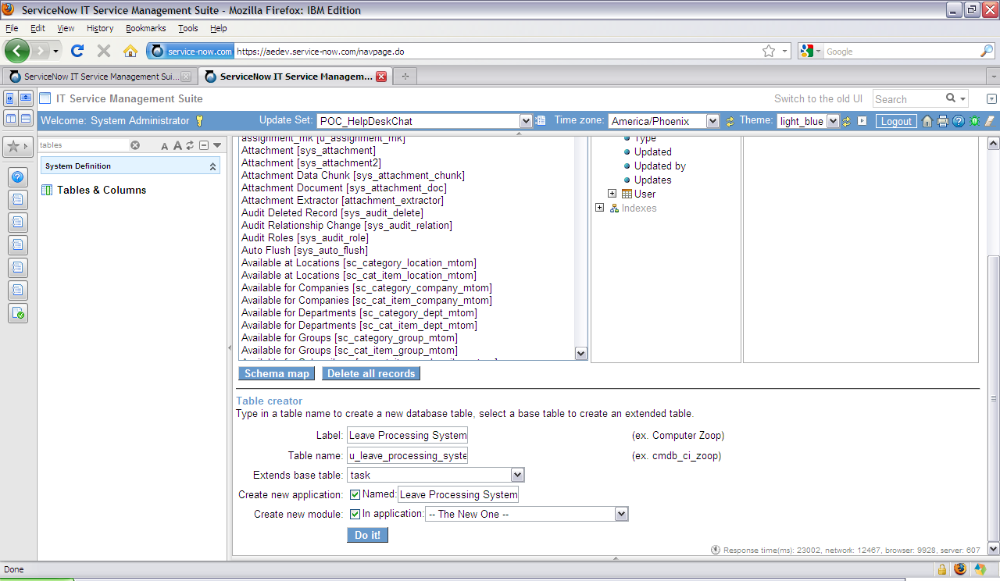 ServiceNow IT Service Management Suite - Mozilla Firefox: IBM Edition
File Edit View History Bookmarks Tools Help
service-now.com https://aedev.service-now.com/navpage.do Google
ServiceNow IT Service Management Sui... ServiceNow IT Service Managem...
IT Service Management Suite Switch to the old UI Search
Welcome: System Administrator Update Set: POC_HelpDeskChat Time zone: America/Phoenix Theme: light_blue Logout
tables A A
System Definition
Tables & Columns
assignment_mk [u_assignment_mk]
Attachment [sys_attachment]
Attachment [sys_attachment2]
Attachment Data Chunk [sys_attachment_chunk]
Attachment Document [sys_attachment_doc]
Attachment Extractor [attachment_extractor]
Audit Deleted Record [sys_audit_delete]
Audit Relationship Change [sys_audit_relation]
Audit Roles [sys_audit_role]
Auto Flush [sys_auto_flush]
Available at Locations [sc_category_location_mtom]
Available at Locations [sc_cat_item_location_mtom]
Available for Companies [sc_category_company_mtom]
Available for Companies [sc_cat_item_company_mtom]
Available for Departments [sc_category_dept_mtom]
Available for Departments [sc_cat_item_dept_mtom]
Available for Groups [sc_category_group_mtom]
Available for Groups [sc_cat_item_group_mtom]
Type
Updated
Updated by
Updates
User
Indexes
Schema map Delete all records
Table creator
Type in a table name to create a new database table, select a base table to create an extended table.
Label: Leave Processing System (ex. Computer Zoop)
Table name: u_leave_processing_syste (ex. cmdb_ci_zoop)
Extends base table: task
Create new application: Named: Leave Processing System
Create new module: In application: -- The New One --
Do it!
Response time(ms): 23002, network: 12467, browser: 9928, server: 607
Done